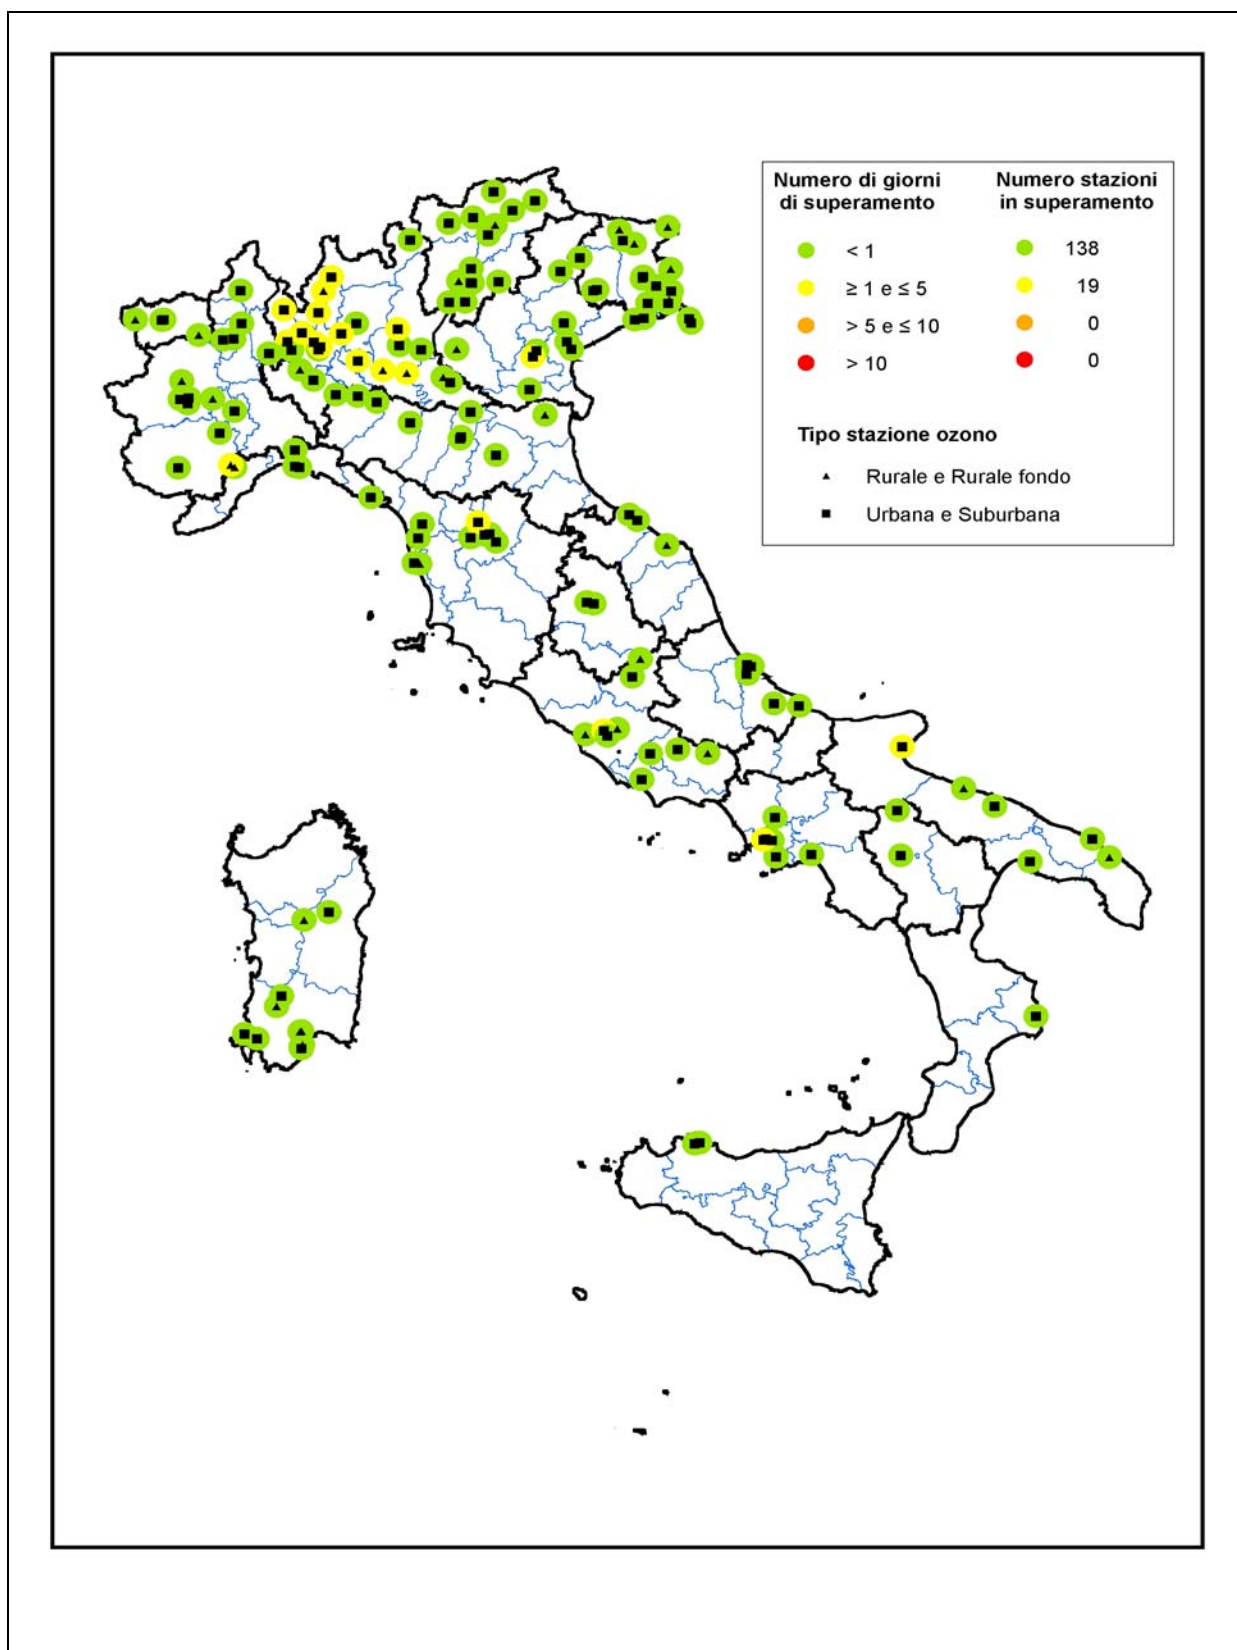 Numero di giorni Numero stazioni
di superamento in superamento
< 1 138
≥ 1 e ≤ 5 19
> 5 e ≤ 10 0
> 10 0
Tipo stazione ozono
Rurale e Rurale fondo
Urbana e Suburbana